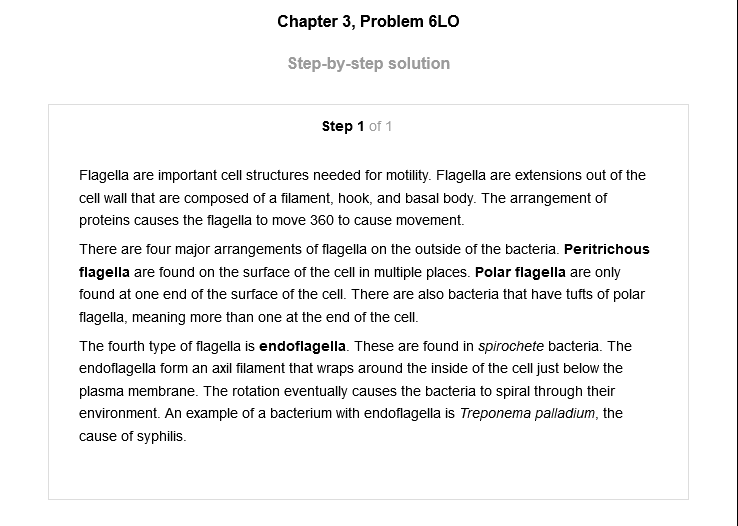 Chapter 3, Problem 6LO
Step-by-step solution
Step 1 of 1
Flagella are important cell structures needed for motility. Flagella are extensions out of the
cell wall that are composed of a filament, hook, and basal body. The arrangement of
proteins causes the flagella to move 360 to cause movement.
There are four major arrangements of flagella on the outside of the bacteria. Peritrichous
flagella are found on the surface of the cell in multiple places. Polar flagella are only
found at one end of the surface of the cell. There are also bacteria that have tufts of polar
flagella, meaning more than one at the end of the cell.
The fourth type of flagella is endoflagella. These are found in spirochete bacteria. The
endoflagella form an axil filament that wraps around the inside of the cell just below the
plasma membrane. The rotation eventually causes the bacteria to spiral through their
environment. An example of a bacterium with endoflagella is Treponema palladium, the
cause of syphilis.